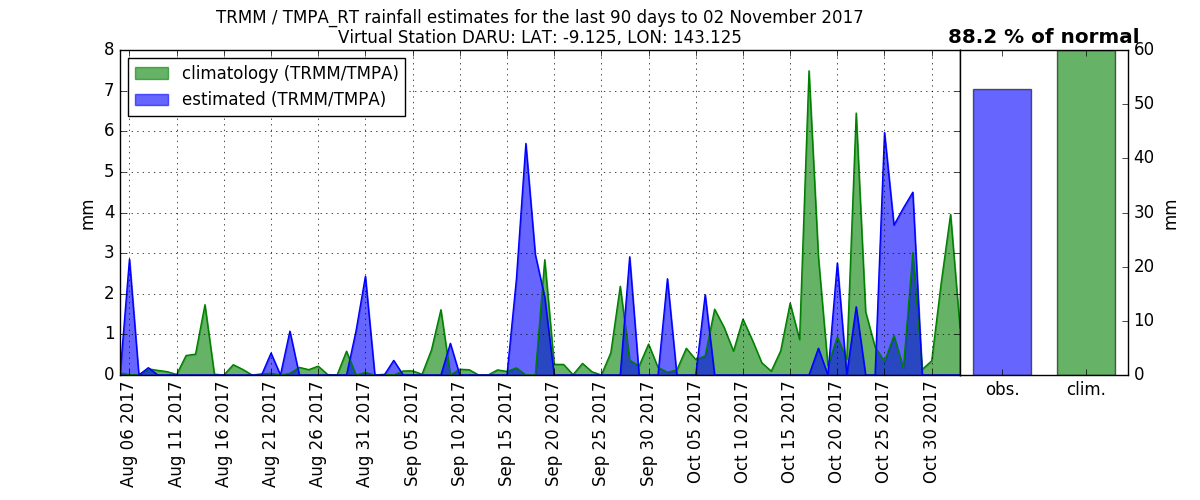 TRMM / TMPA_RT rainfall estimates for the last 90 days to 02 November 2017
Virtual Station DARU: LAT: -9.125, LON: 143.125
88.2 % of normal
climatology (TRMM/TMPA)
estimated (TRMM/TMPA)
mm
8
7
6
5
4
3
2
1
0
Aug 06 2017
Aug 11 2017
Aug 16 2017
Aug 21 2017
Aug 26 2017
Aug 31 2017
Sep 05 2017
Sep 10 2017
Sep 15 2017
Sep 20 2017
Sep 25 2017
Sep 30 2017
Oct 05 2017
Oct 10 2017
Oct 15 2017
Oct 20 2017
Oct 25 2017
Oct 30 2017
obs.
clim.
60
50
40
30
20
10
0
mm